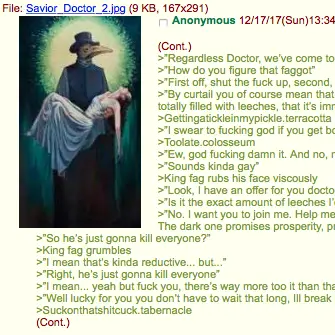 File: Savior_Doctor_2.jpg (9 KB, 167x291)
Anonymous 12/17/17(Sun)13:34
(Cont.)
>"Regardless Doctor, we've come to
>"How do you figure that faggot"
>"First off, shut the fuck up, second,
>"By curtail you of course mean that
totally filled with leeches, that it's imr
>Gettingatickieinmypickle.terracotta
>"I swear to fucking god if you get bo
>Toolate.colosseum
>"Ew, god fucking damn it. And no, r
>"Sounds kinda gay"
>King fag rubs his face viscously
>"Look, I have an offer for you docto
>"Is it the exact amount of leeches I'
>"No. I want you to join me. Help me
The dark one promises prosperity, pr
>"So he's just gonna kill everyone?"
>King fag grumbles
>"I mean that's kinda reductive... but..."
>"Right, he's just gonna kill everyone"
>"I mean... yeah but fuck you, there's way more too it than tha
>"Well lucky for you you don't have to wait that long, Ill break
>Suckonthatshitcuck.tabernacle
(Cont.)